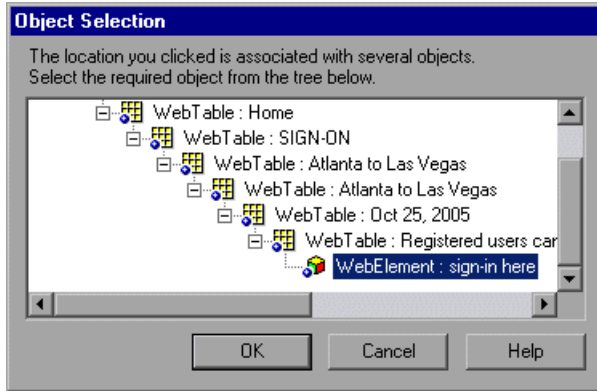 Object Selection
The location you clicked is associated with several objects.
Select the required object from the tree below.
WebTable : Home
WebTable : SIGN-ON
WebTable : Atlanta to Las Vegas
WebTable : Atlanta to Las Vegas
WebTable : Oct 25, 2005
WebTable : Registered users can
WebElement : sign-in here
OK Cancel Help